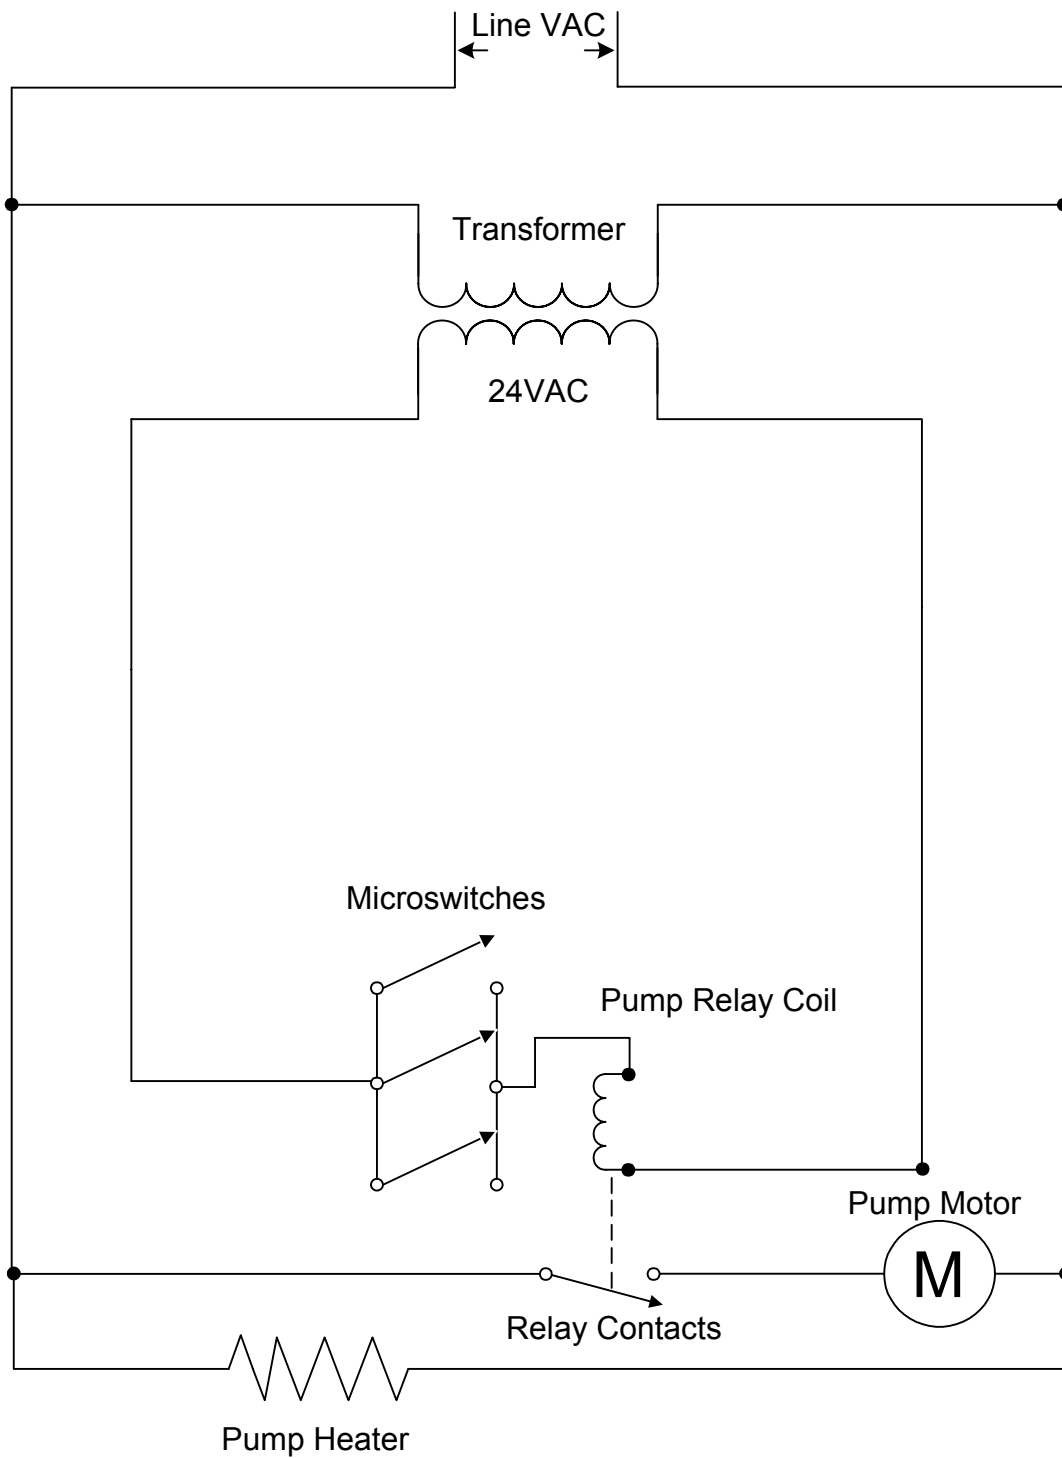 Line VAC
Transformer
24VAC
Microswitches
Pump Relay Coil
Pump Motor
M
Relay Contacts
Pump Heater